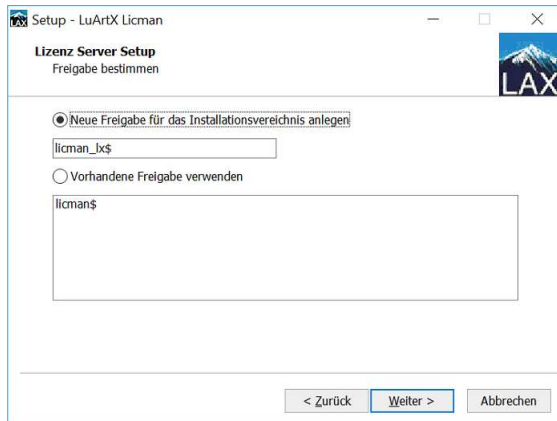 Setup - LuArtX Licman
Lizenz Server Setup
Freigabe bestimmen
LAX
Neue Freigabe für das Installationsvereichnis anlegen
licman_lx$
Vorhandene Freigabe verwenden
licman$
< Zurück Weiter > Abbrechen